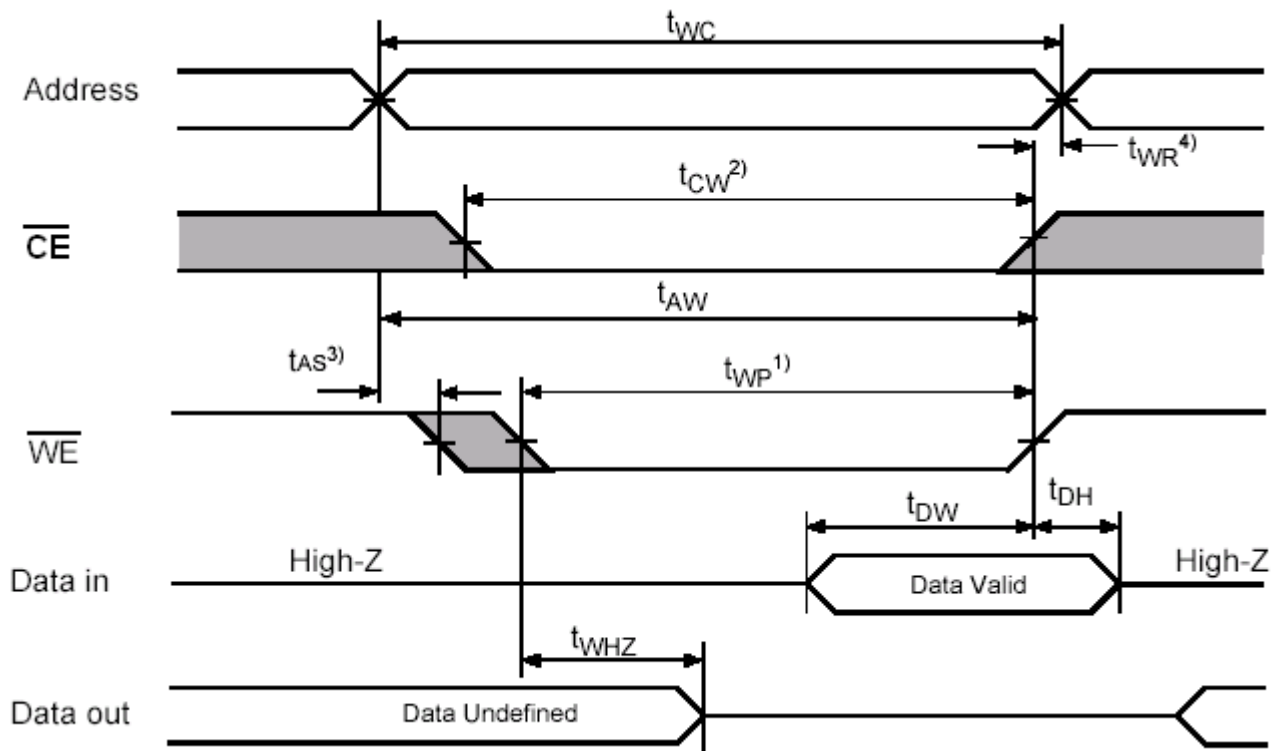 tWC
Address
tWR4)
tCW2)
CE
tAW
tAS3)
tWP1)
WE
tDW
tDH
High-Z
High-Z
Data in
Data Valid
tWHZ
Data out
Data Undefined